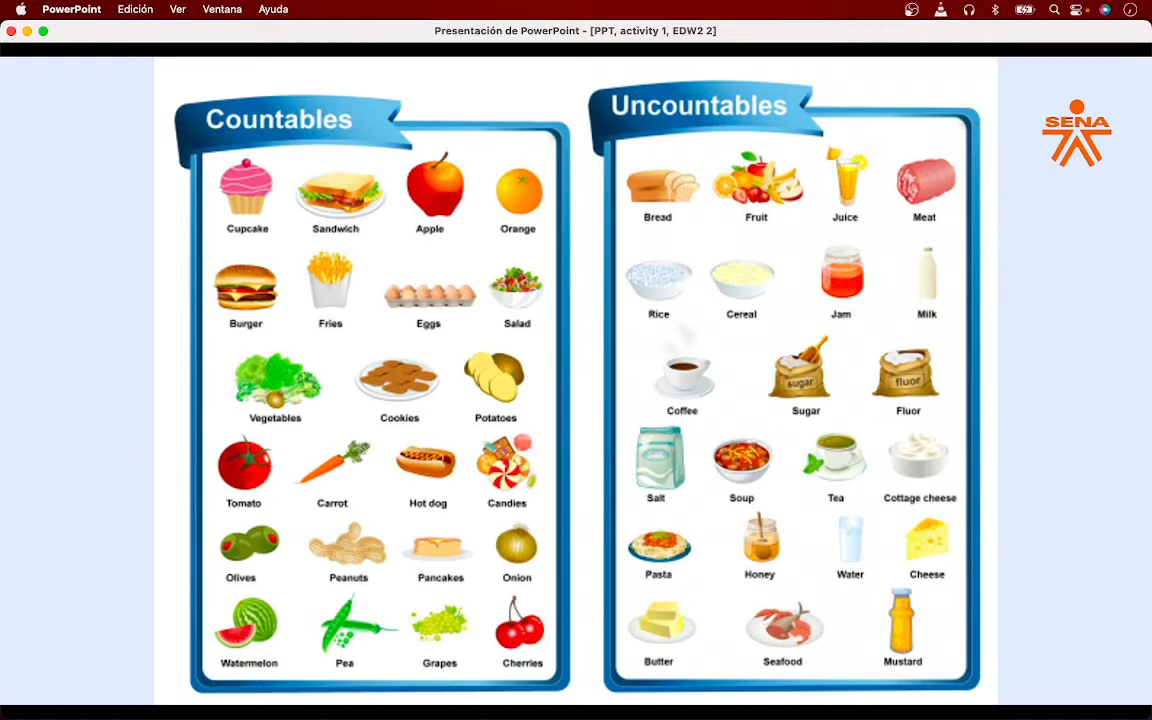 PowerPoint Edición Ver Ventana Ayuda
Presentación de PowerPoint - [PPT, activity 1, EDW2 2]
Countables
Cupcake Sandwich Apple Orange
Burger Fries Eggs Salad
Vegetables Cookies Potatoes
Tomato Carrot Hot dog Candies
Olives Peanuts Pancakes Onion
Watermelon Pea Grapes Cherries
Uncountables
Bread Fruit Juice Meat
Rice Cereal Jam Milk
sugar fluor
Coffee Sugar Fluor
Salt
Salt Soup Tea Cottage cheese
Pasta Honey Water Cheese
Butter Seafood Mustard
SENA